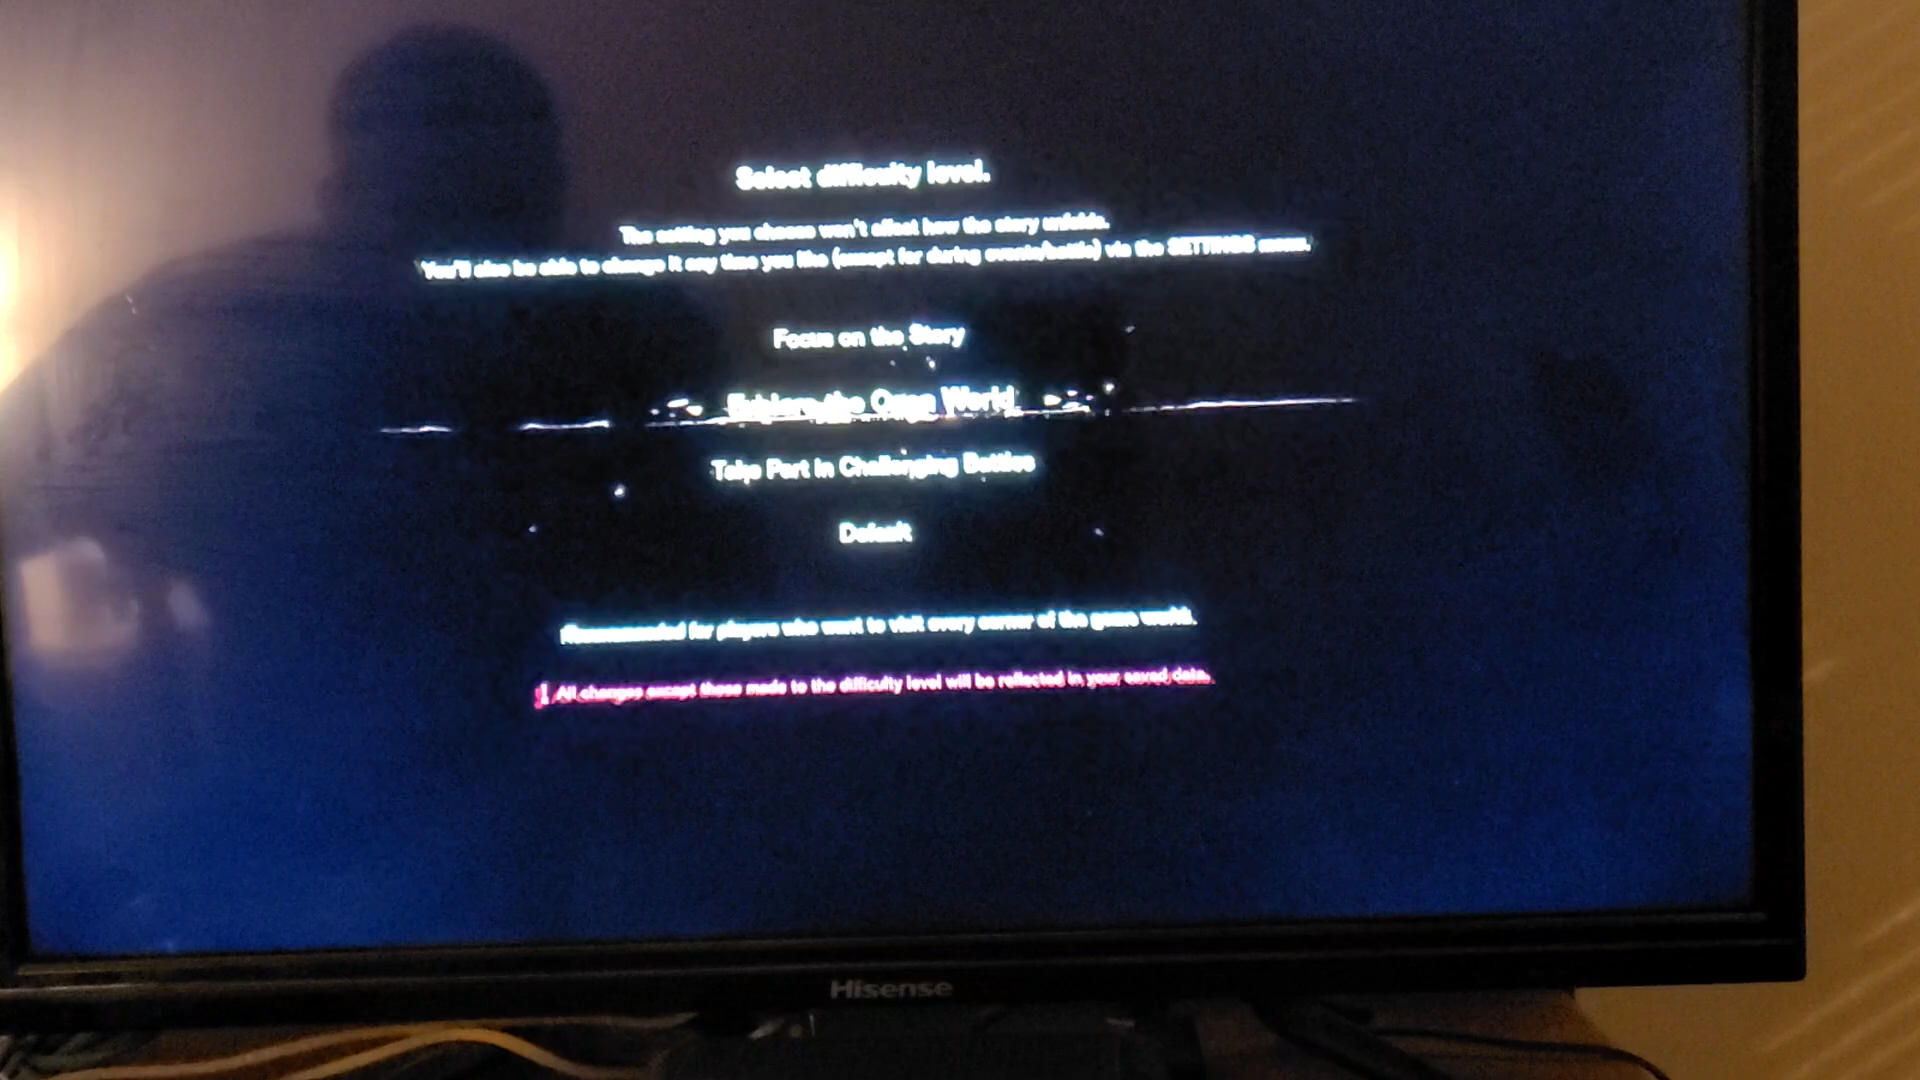 Select difficulty level.
The setting you choose won't affect how the story unfolds.
You'll also be able to change it any time you like (except for during events/battle) via the SETTINGS menu.
Focus on the Story
Explore the Open World
Take Part in Challenging Battles
Default
Recommended for players who want to visit every corner of the game world.
! All changes except those made to the difficulty level will be reflected in your saved data.
Hisense